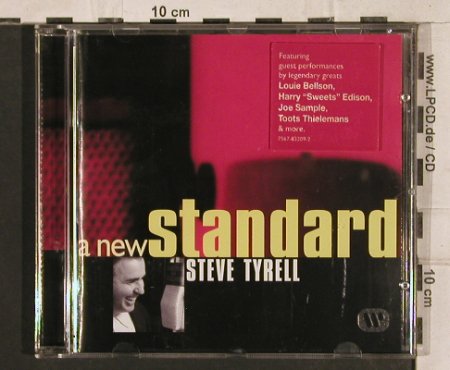 10 cm
Featuring
guest performances
by legendary greats
Louie Bellson,
Harry "Sweets" Edison,
Joe Sample,
Toots Thielemans
& more.
www.LPCD.de / CD
a new standard
STEVE TYRELL
10 cm